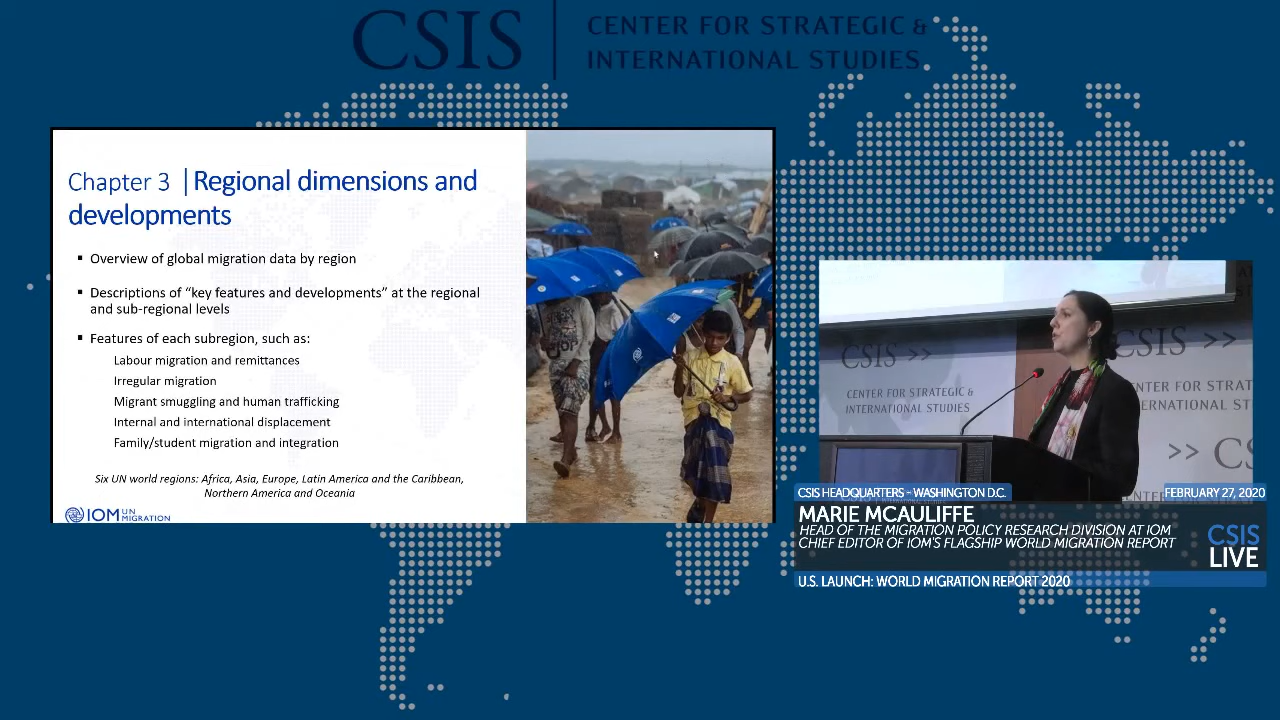 CSIS
CENTER FOR STRATEGIC &
INTERNATIONAL STUDIES
Chapter 3 | Regional dimensions and
developments
▪ Overview of global migration data by region
▪ Descriptions of “key features and developments” at the regional
and sub-regional levels
▪ Features of each subregion, such as:
Labour migration and remittances
Irregular migration
Migrant smuggling and human trafficking
Internal and international displacement
Family/student migration and integration
Six UN world regions: Africa, Asia, Europe, Latin America and the Caribbean,
Northern America and Oceania
IOM UN
MIGRATION
CSIS >>
CENTER FOR STRATEGIC &
INTERNATIONAL STUDIES
CSIS >>
ENTER FOR STRAT
ERNATIONAL ST
>> CS
CSIS HEADQUARTERS - WASHINGTON D.C.
FEBRUARY 27, 2020
MARIE MCAULIFFE
HEAD OF THE MIGRATION POLICY RESEARCH DIVISION AT IOM
CHIEF EDITOR OF IOM'S FLAGSHIP WORLD MIGRATION REPORT
CSIS
LIVE
U.S. LAUNCH: WORLD MIGRATION REPORT 2020